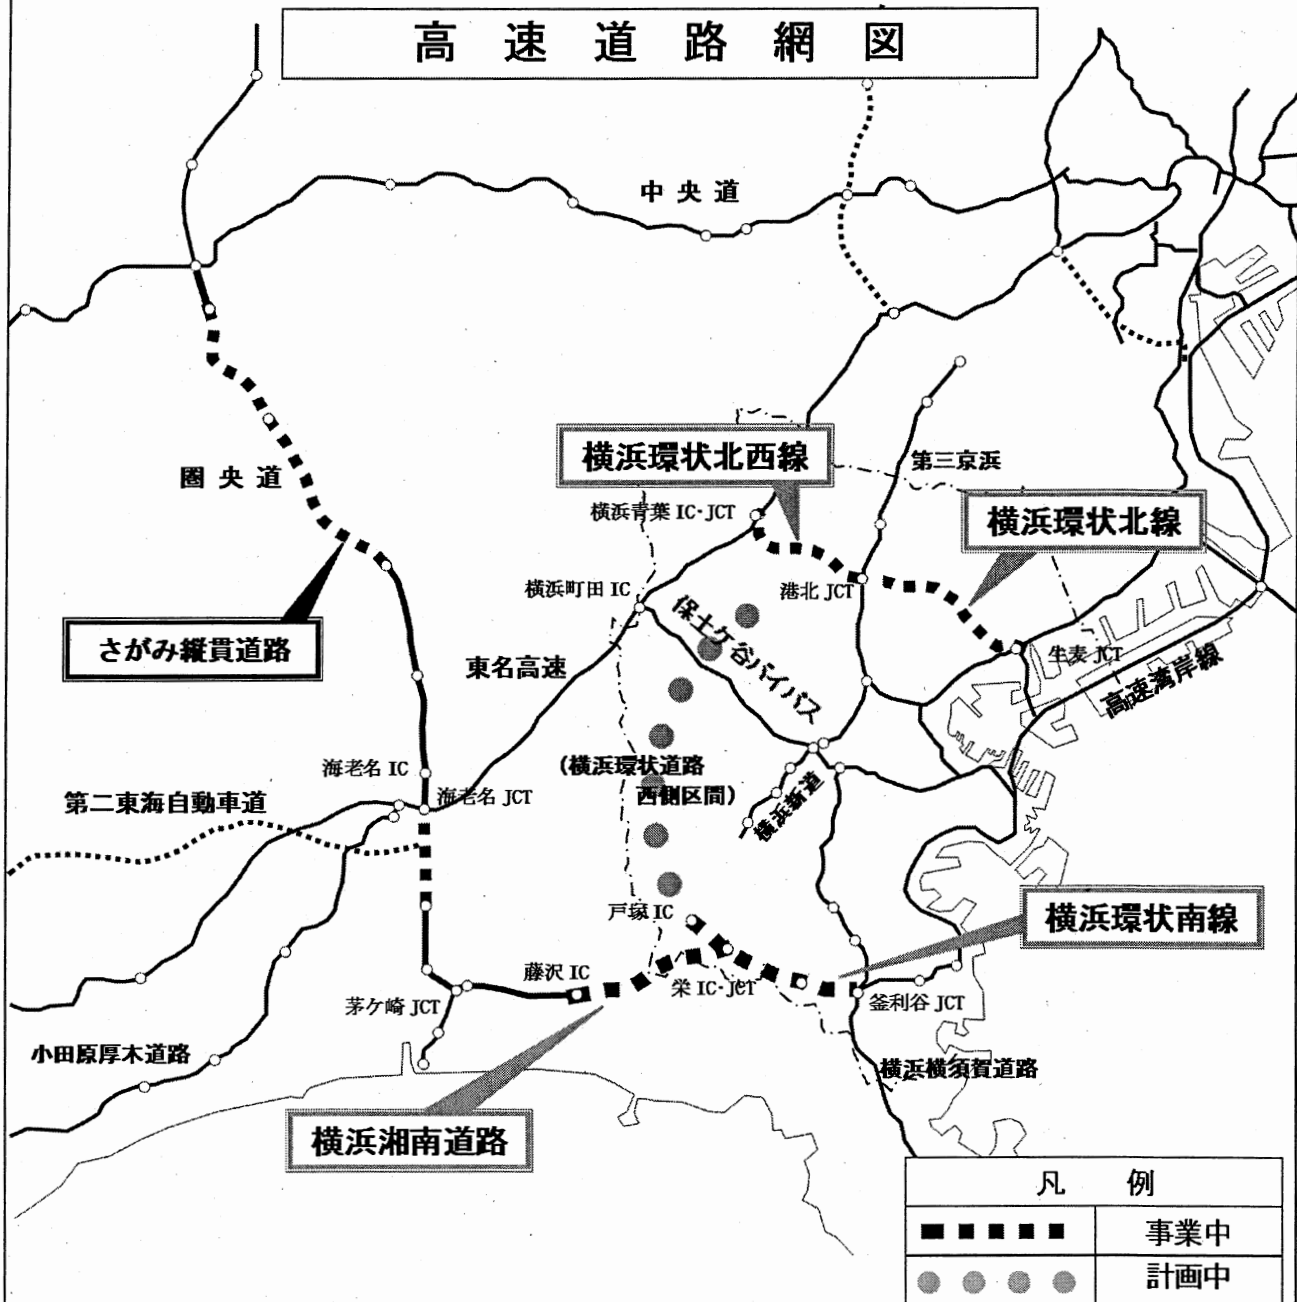 高速道路網図
中央道
圏央道
横浜環状北西線
第三京浜
横浜環状北線
横浜青葉 IC・JCT
横浜町田 IC
港北 JCT
保土ケ谷バイパス
生麦 JCT
高速湾岸線
さがみ縦貫道路
東名高速
海老名 IC
海老名 JCT
第二東海自動車道
(横浜環状道路
西側区間)
横浜新道
戸塚 IC
横浜環状南線
藤沢 IC
栄 IC・JCT
釜利谷 JCT
茅ケ崎 JCT
小田原厚木道路
横浜横須賀道路
横浜湘南道路
凡 例
事業中
計画中